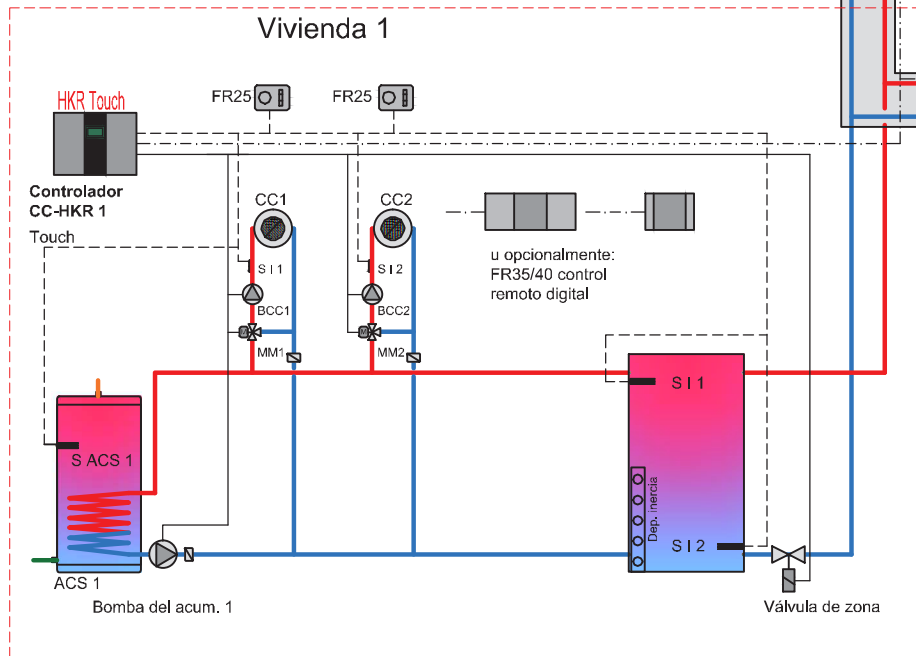 Vivienda 1
HKR Touch
FR25
FR25
Controlador
CC-HKR 1
Touch
CC1
CC2
S I 1
S I 2
u opcionalmente:
FR35/40 control
remoto digital
BCC1
BCC2
M
M
MM1
MM2
S I 1
S ACS 1
Dep. inercia
S I 2
ACS 1
Bomba del acum. 1
Válvula de zona